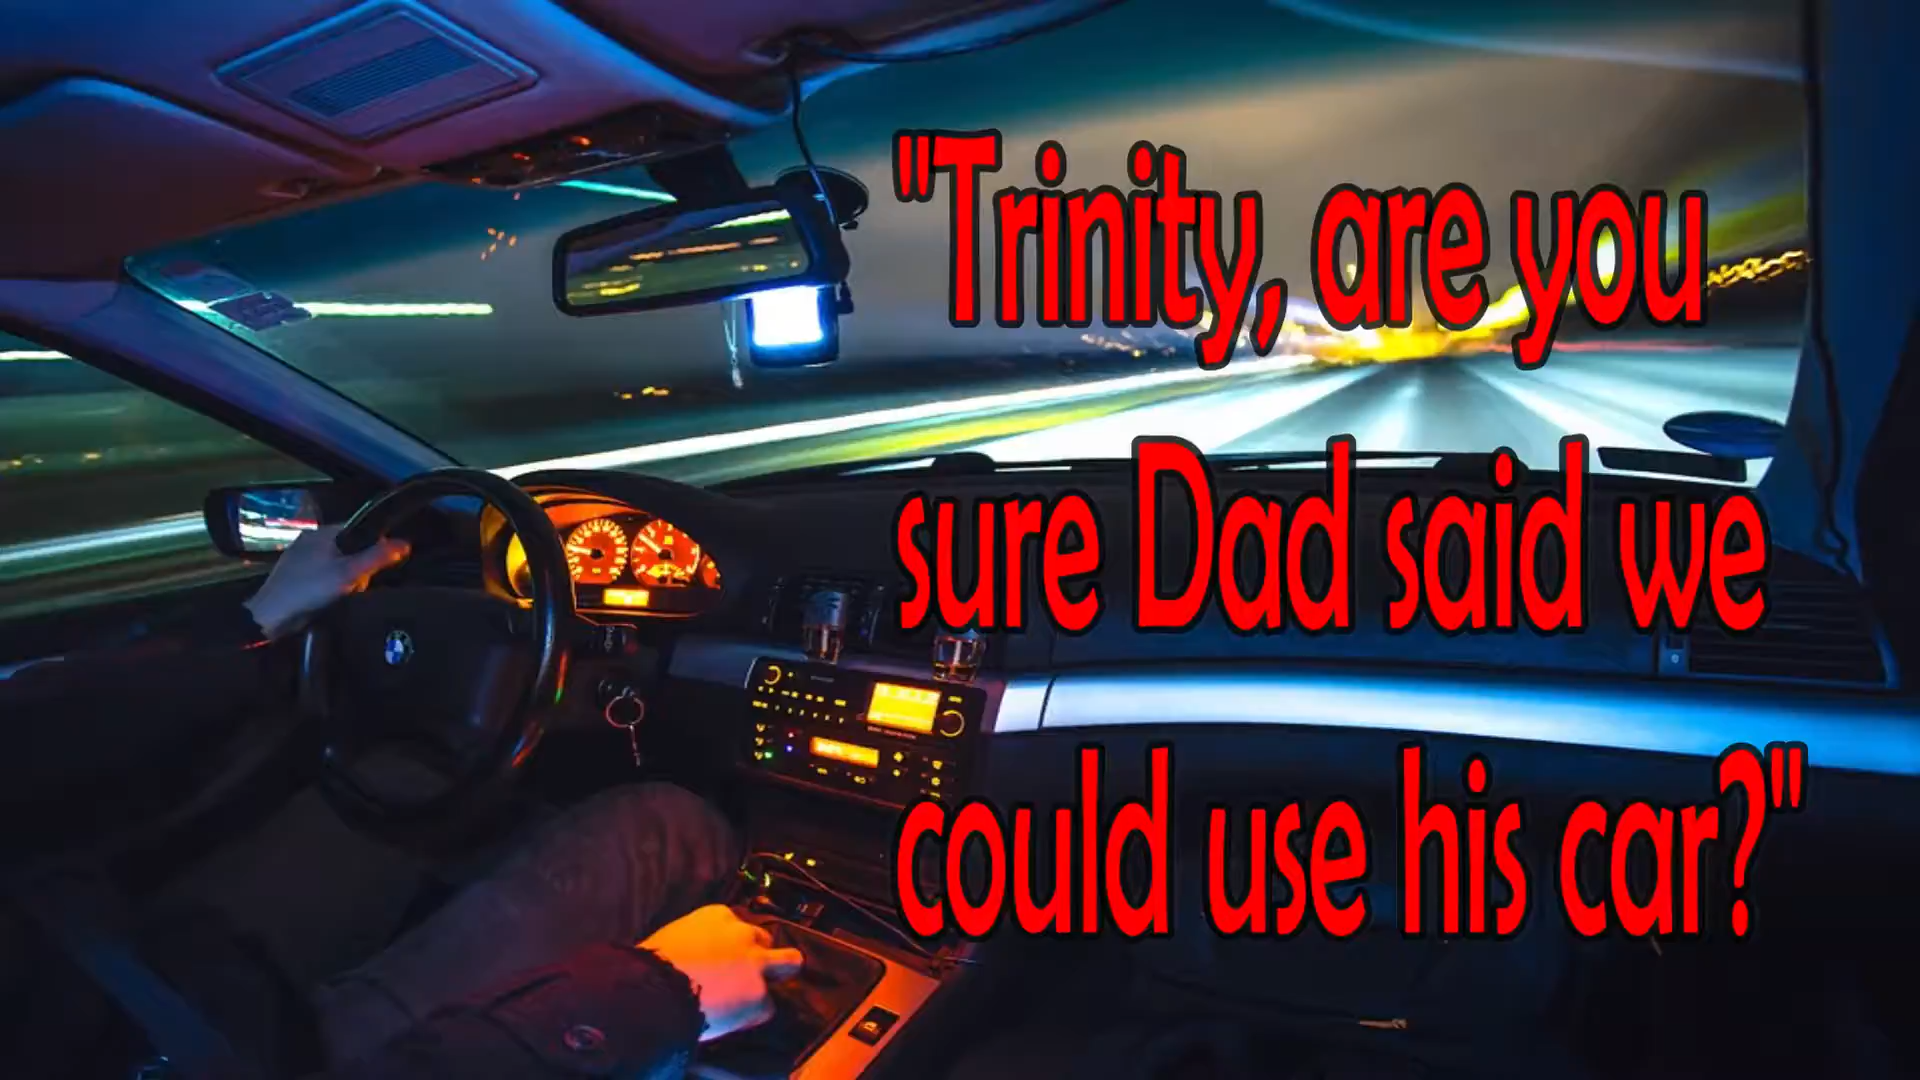 "Trinity, are you
sure Dad said we
could use his car?"